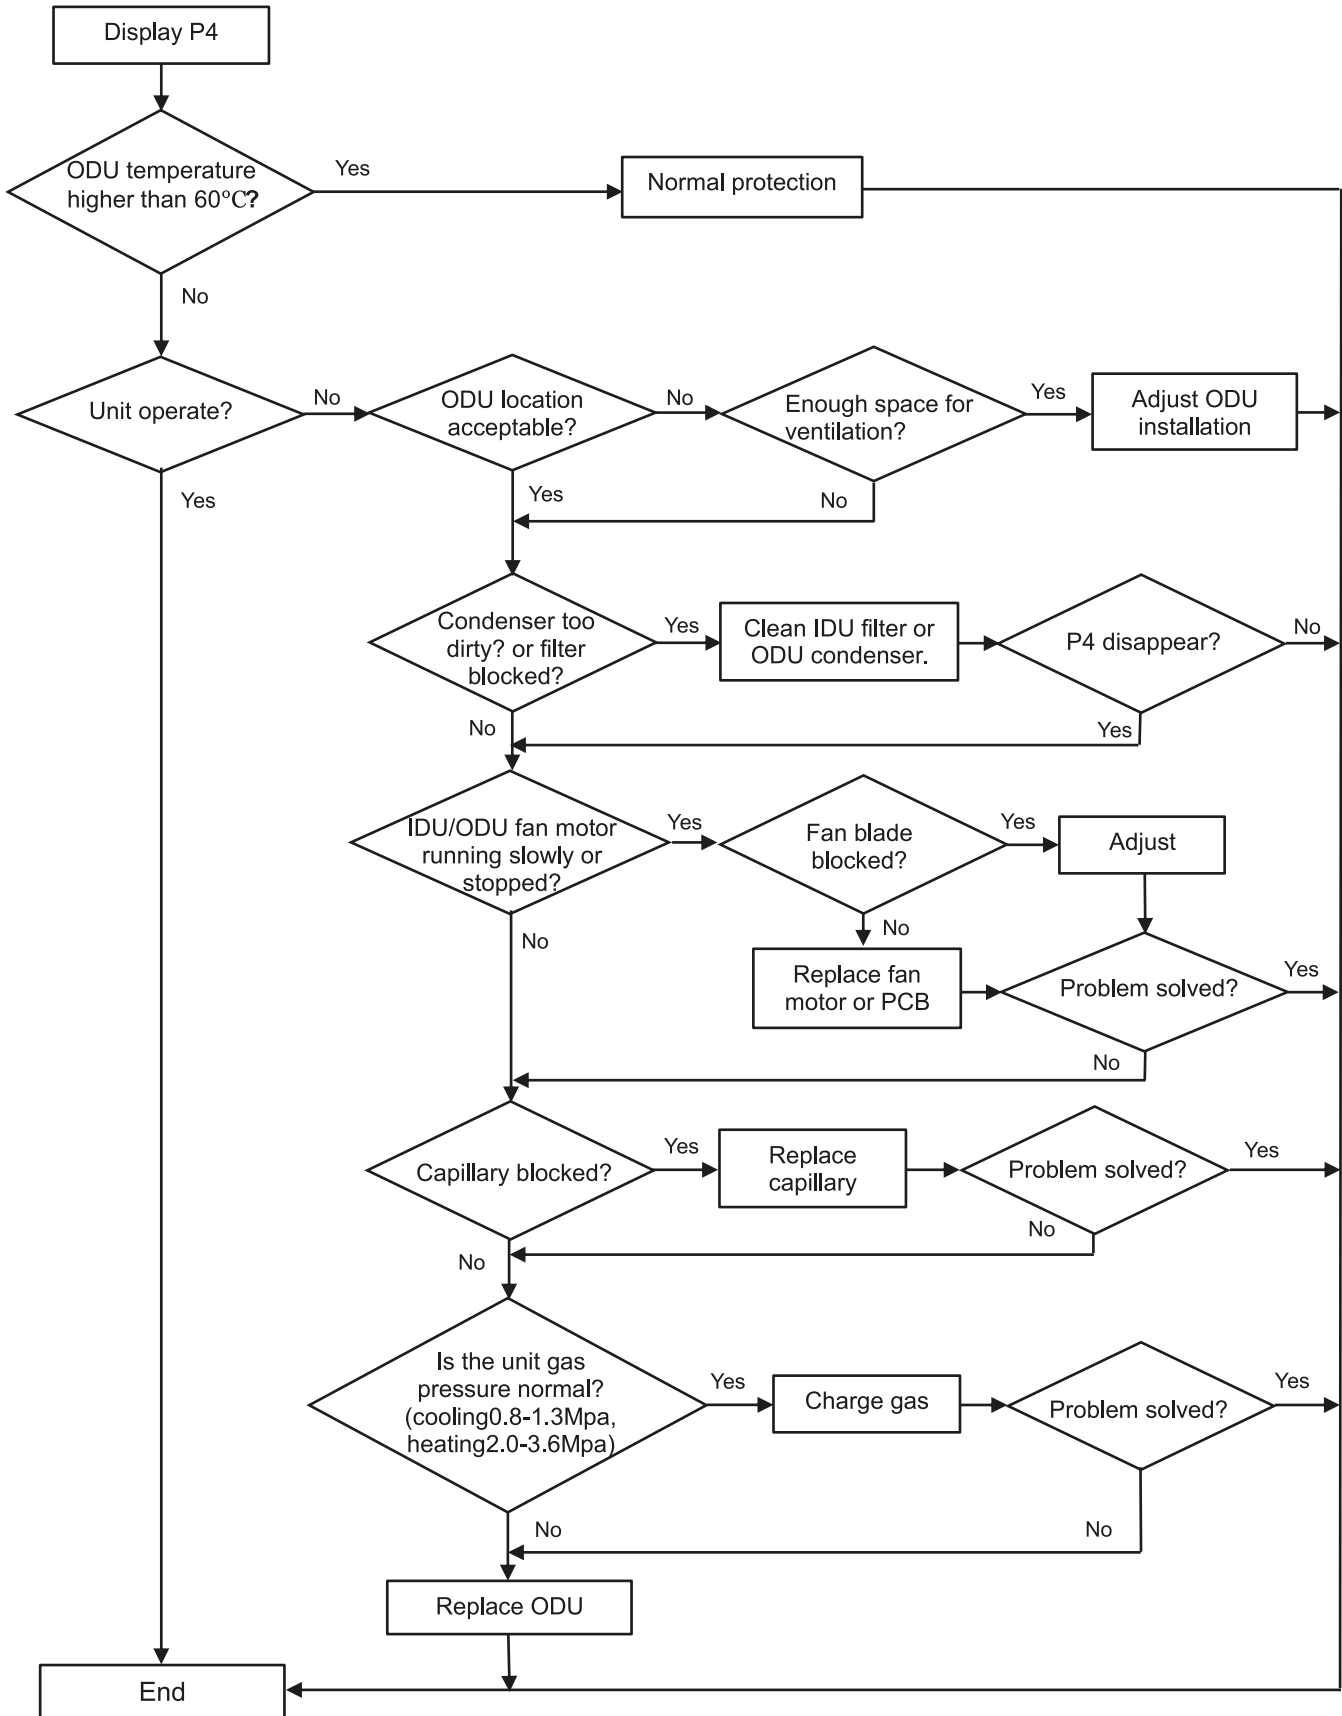 Display P4
ODU temperature
higher than 60℃?
Yes
Normal protection
No
Unit operate?
No
ODU location
acceptable?
No
Enough space for
ventilation?
Yes
Adjust ODU
installation
Yes
Yes
No
Condenser too
dirty? or filter
blocked?
Yes
Clean IDU filter or
ODU condenser.
P4 disappear?
No
No
Yes
IDU/ODU fan motor
running slowly or
stopped?
Yes
Fan blade
blocked?
Yes
Adjust
No
No
Replace fan
motor or PCB
Problem solved?
Yes
No
Capillary blocked?
Yes
Replace
capillary
Problem solved?
Yes
No
No
Is the unit gas
pressure normal?
(cooling0.8-1.3Mpa,
heating2.0-3.6Mpa)
Yes
Charge gas
Problem solved?
Yes
No
No
Replace ODU
End